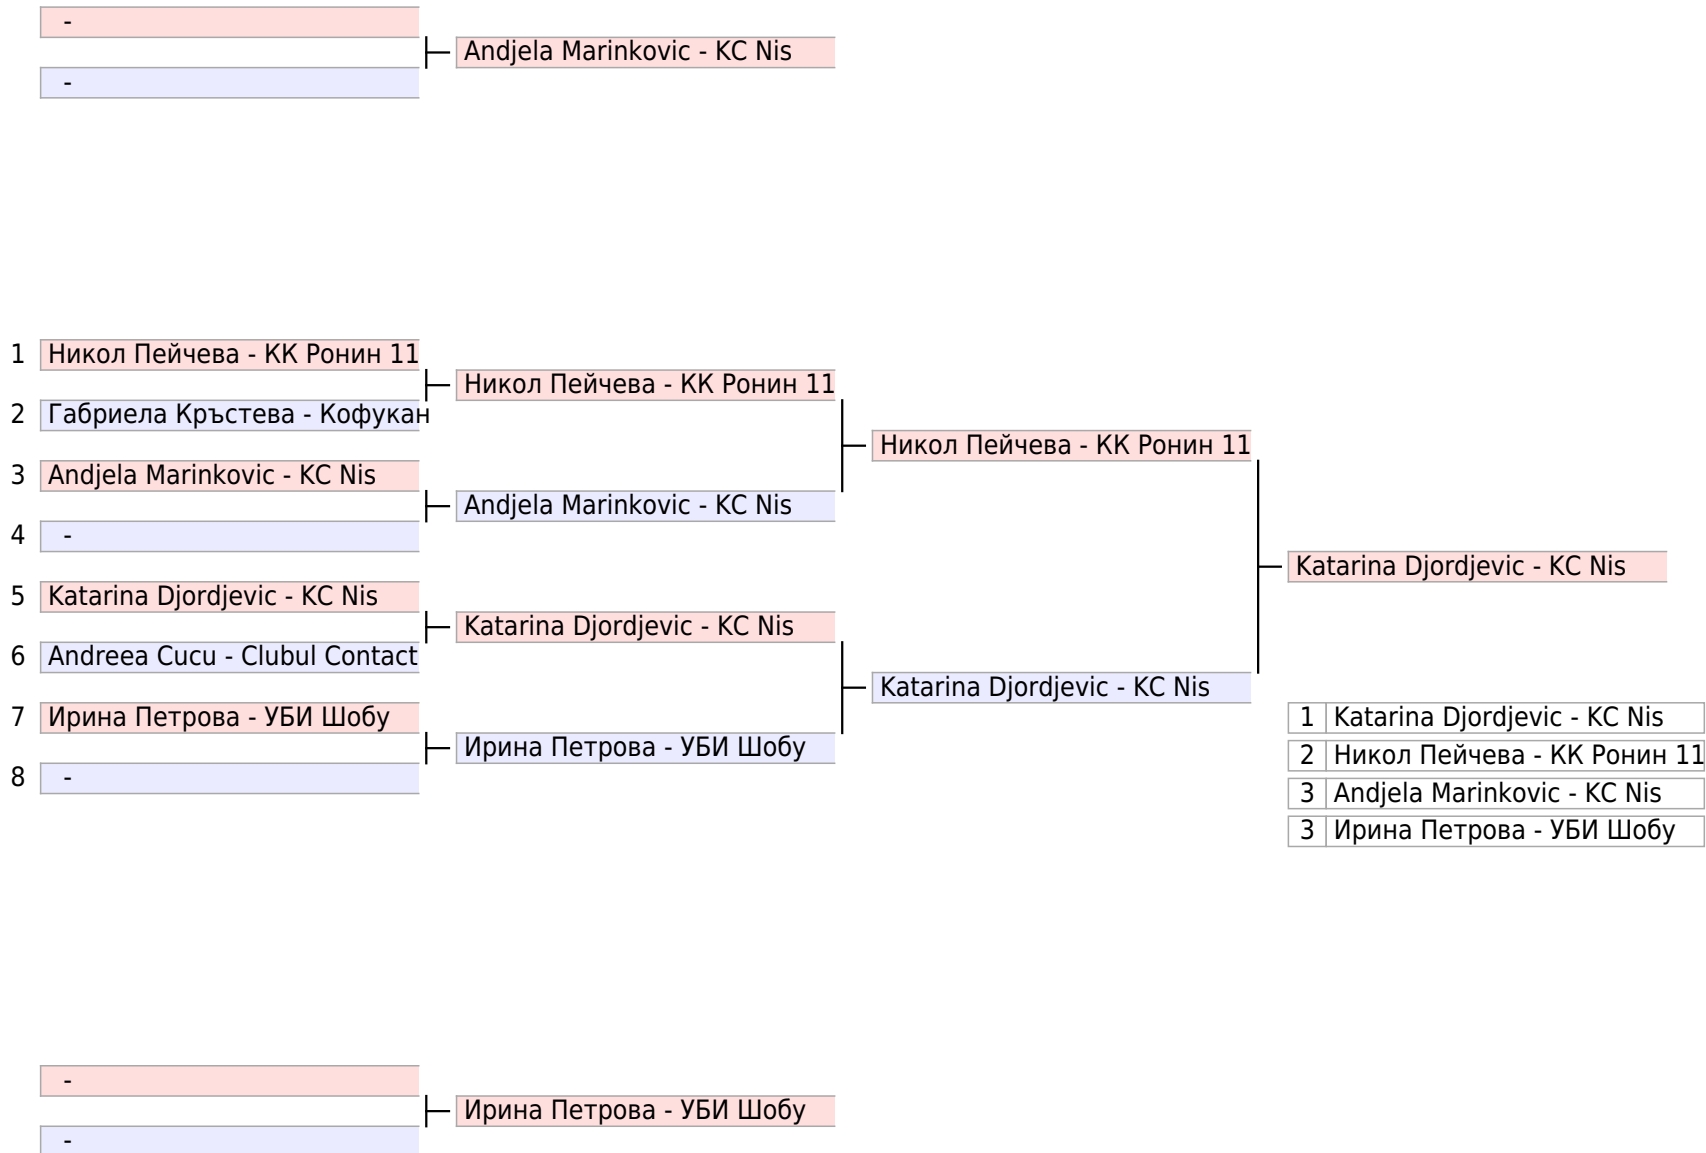 -
Andjela Marinkovic - KC Nis
-
1 Никол Пейчева - КК Ронин 11
Никол Пейчева - КК Ронин 11
2 Габриела Кръстева - Кофукан
Никол Пейчева - КК Ронин 11
3 Andjela Marinkovic - KC Nis
Andjela Marinkovic - KC Nis
4 -
Katarina Djordjevic - KC Nis
5 Katarina Djordjevic - KC Nis
Katarina Djordjevic - KC Nis
6 Andreea Cucu - Clubul Contact
Katarina Djordjevic - KC Nis
7 Ирина Петрова - УБИ Шобу
Ирина Петрова - УБИ Шобу
8 -
1 Katarina Djordjevic - KC Nis
2 Никол Пейчева - КК Ронин 11
3 Andjela Marinkovic - KC Nis
3 Ирина Петрова - УБИ Шобу
-
Ирина Петрова - УБИ Шобу
-